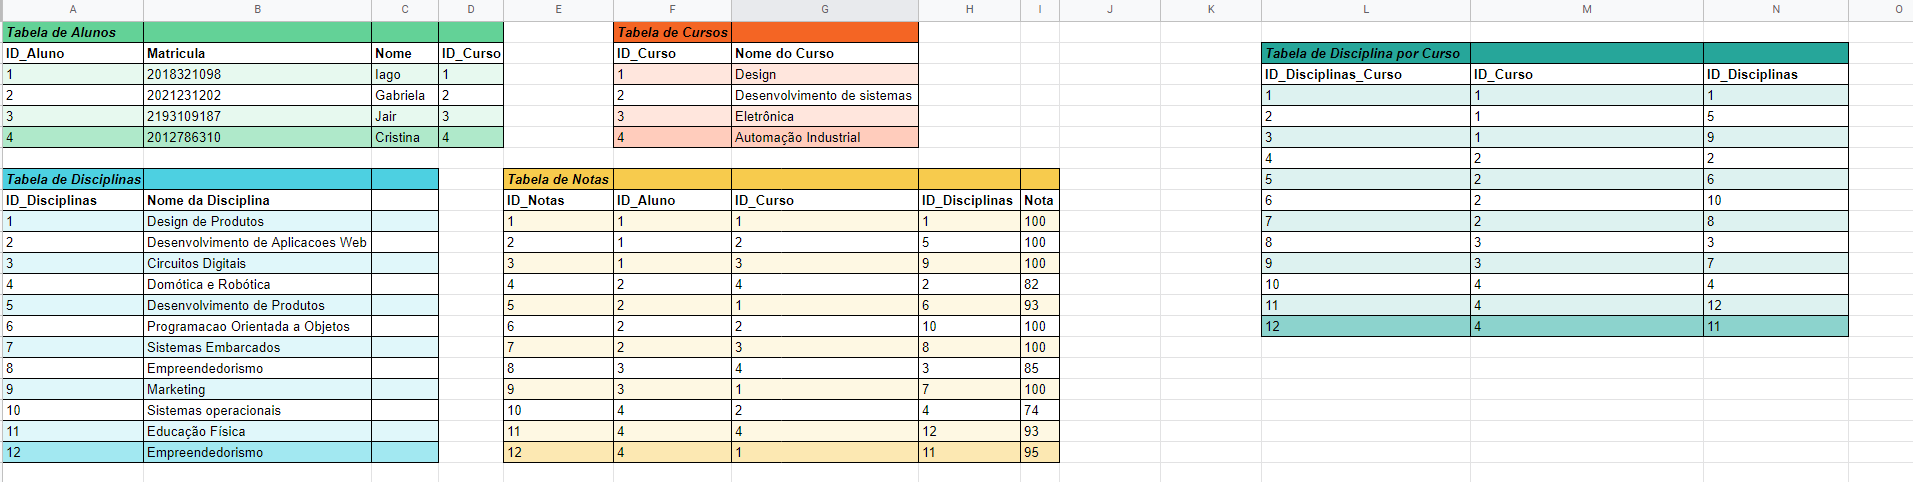 A B C D E F G H I J K L M N O
Tabela de Alunos
ID_Aluno Matricula Nome ID_Curso
1 2018321098 Iago 1
2 2021231202 Gabriela 2
3 2193109187 Jair 3
4 2012786310 Cristina 4
Tabela de Cursos
ID_Curso Nome do Curso
1 Design
2 Desenvolvimento de sistemas
3 Eletrônica
4 Automação Industrial
Tabela de Disciplina por Curso
ID_Disciplinas_Curso ID_Curso ID_Disciplinas
1 1 1
2 1 5
3 1 9
4 2 2
5 2 6
6 2 10
7 2 8
8 3 3
9 3 7
10 4 4
11 4 12
12 4 11
Tabela de Disciplinas
ID_Disciplinas Nome da Disciplina
1 Design de Produtos
2 Desenvolvimento de Aplicacoes Web
3 Circuitos Digitais
4 Domótica e Robótica
5 Desenvolvimento de Produtos
6 Programacao Orientada a Objetos
7 Sistemas Embarcados
8 Empreendedorismo
9 Marketing
10 Sistemas operacionais
11 Educação Física
12 Empreendedorismo
Tabela de Notas
ID_Notas ID_Aluno ID_Curso ID_Disciplinas Nota
1 1 1 1 100
2 1 2 5 100
3 1 3 9 100
4 2 4 2 82
5 2 1 6 93
6 2 2 10 100
7 2 3 8 100
8 3 4 3 85
9 3 1 7 100
10 4 2 4 74
11 4 4 12 93
12 4 1 11 95